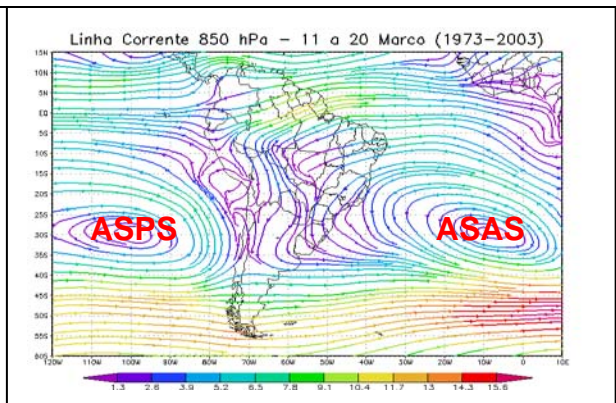 Linha Corrente 850 hPa – 11 a 20 Marco (1973–2003)
15N
10N
5N
EQ
5S
10S
15S
20S
25S
30S
35S
40S
45S
50S
55S
60S
ASPS
ASAS
120W 110W 100W 90W 80W 70W 60W 50W 40W 30W 20W 10W 0 10E
1.3 2.6 3.9 5.2 6.5 7.8 9.1 10.4 11.7 13 14.3 15.6